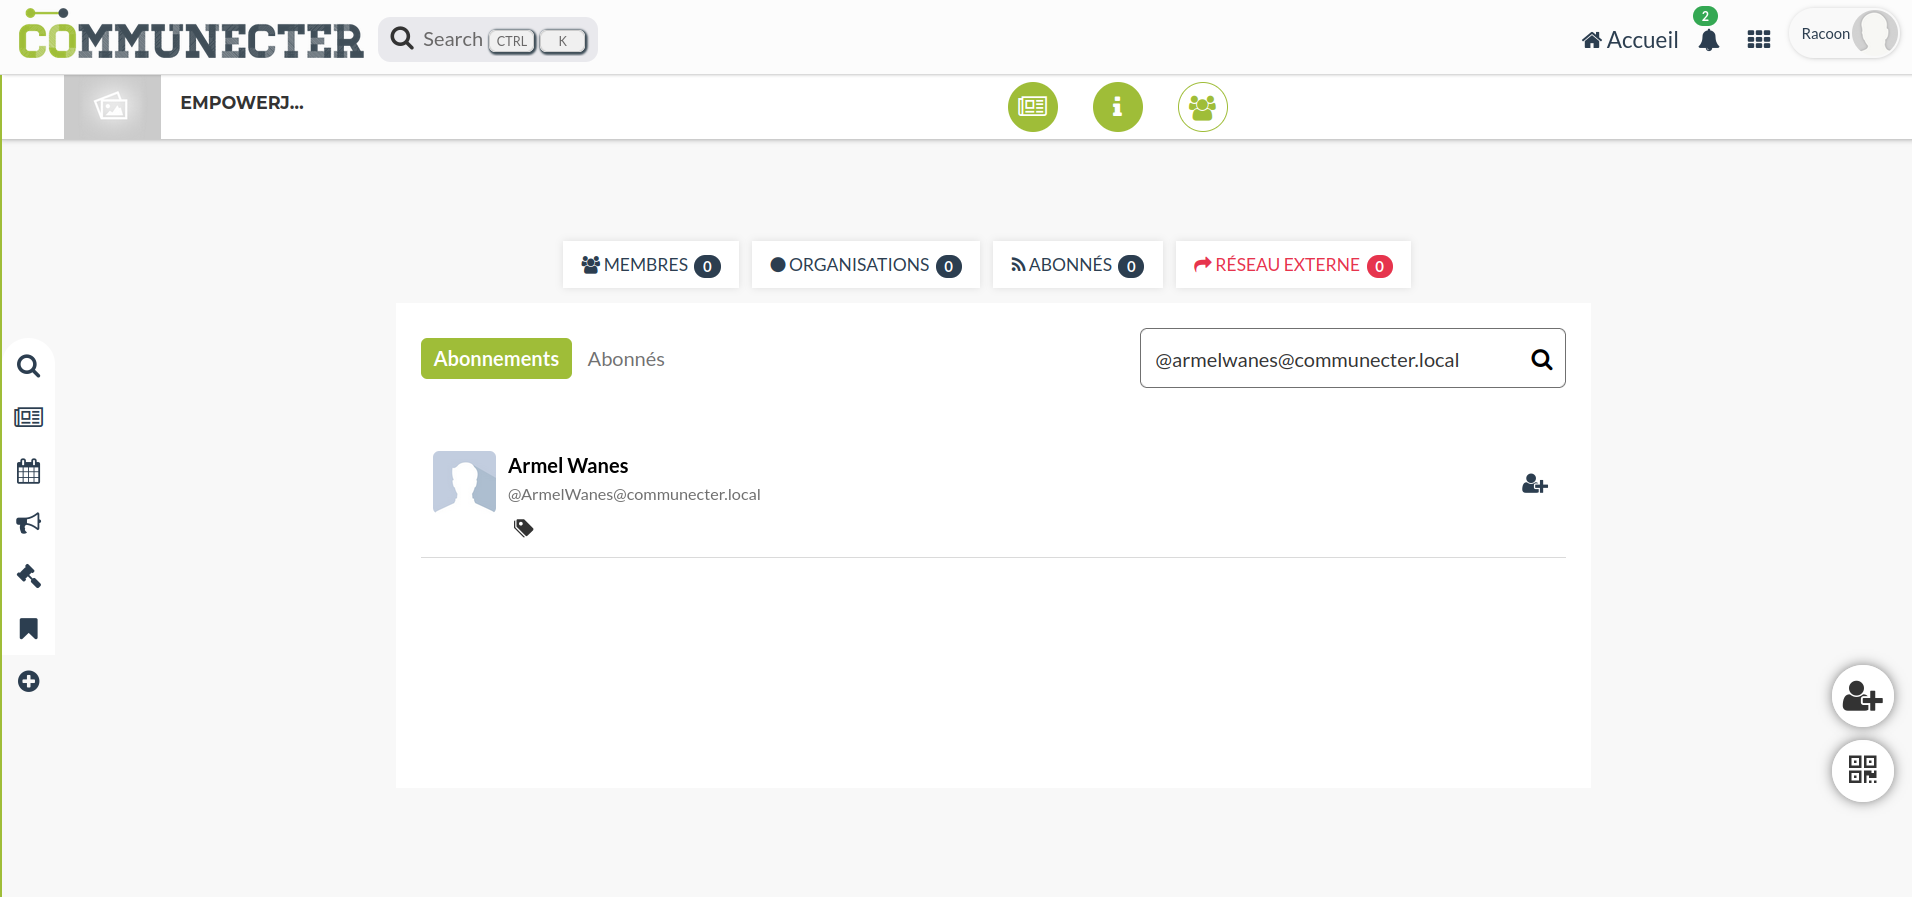 COMMUNECTER
Search CTRL K
Accueil
2
Racoon
EMPOWERJ...
MEMBRES 0
ORGANISATIONS 0
ABONNÉS 0
RÉSEAU EXTERNE 0
Abonnements
Abonnés
@armelwanes@communecter.local
Armel Wanes
@ArmelWanes@communecter.local